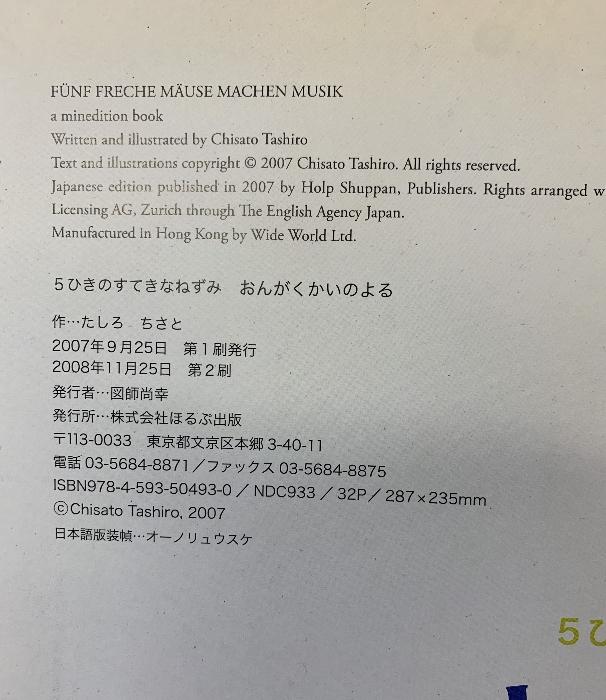 FÜNF FRECHE MÄUSE MACHEN MUSIK
a minedition book
Written and illustrated by Chisato Tashiro
Text and illustrations copyright © 2007 Chisato Tashiro. All rights reserved.
Japanese edition published in 2007 by Holp Shuppan, Publishers. Rights arranged w
Licensing AG, Zurich through The English Agency Japan.
Manufactured in Hong Kong by Wide World Ltd.
5ひきのすてきなねずみ　おんがくかいのよる
作…たしろ　ちさと
2007年9月25日　第1刷発行
2008年11月25日　第2刷
発行者…図師尚幸
発行所…株式会社ほるぷ出版
〒113-0033　東京都文京区本郷3-40-11
電話03-5684-8871／ファックス03-5684-8875
ISBN978-4-593-50493-0／NDC933／32P／287×235mm
©Chisato Tashiro, 2007
日本語版装幀…オーノリュウスケ
5ひ